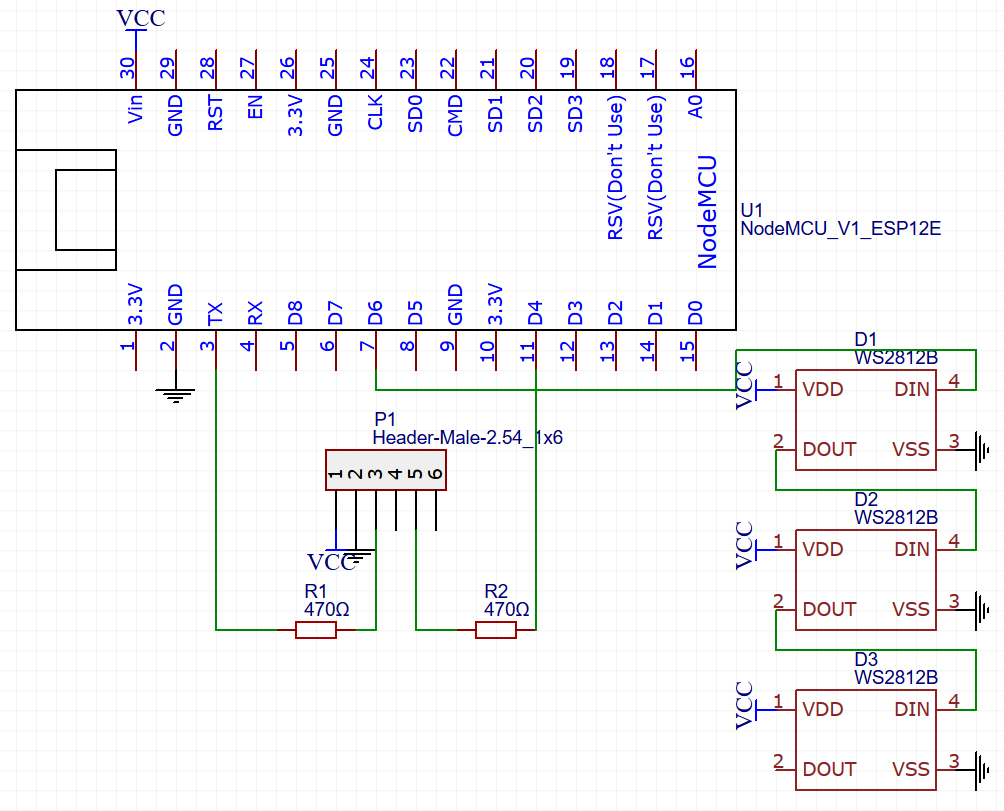 VCC
30 29 28 27 26 25 24 23 22 21 20 19 18 17 16
Vin GND RST EN 3.3V GND CLK SD0 CMD SD1 SD2 SD3 RSV(Don't Use) RSV(Don't Use) A0
NodeMCU
U1
NodeMCU_V1_ESP12E
3.3V GND TX RX D8 D7 D6 D5 GND 3.3V D4 D3 D2 D1 D0
1 2 3 4 5 6 7 8 9 10 11 12 13 14 15
P1
Header-Male-2.54_1x6
1 2 3 4 5 6
VCC
R1
470Ω
R2
470Ω
D1
WS2812B
VCC 1 VDD DIN 4
2 DOUT VSS 3
D2
WS2812B
VCC 1 VDD DIN 4
2 DOUT VSS 3
D3
WS2812B
VCC 1 VDD DIN 4
2 DOUT VSS 3